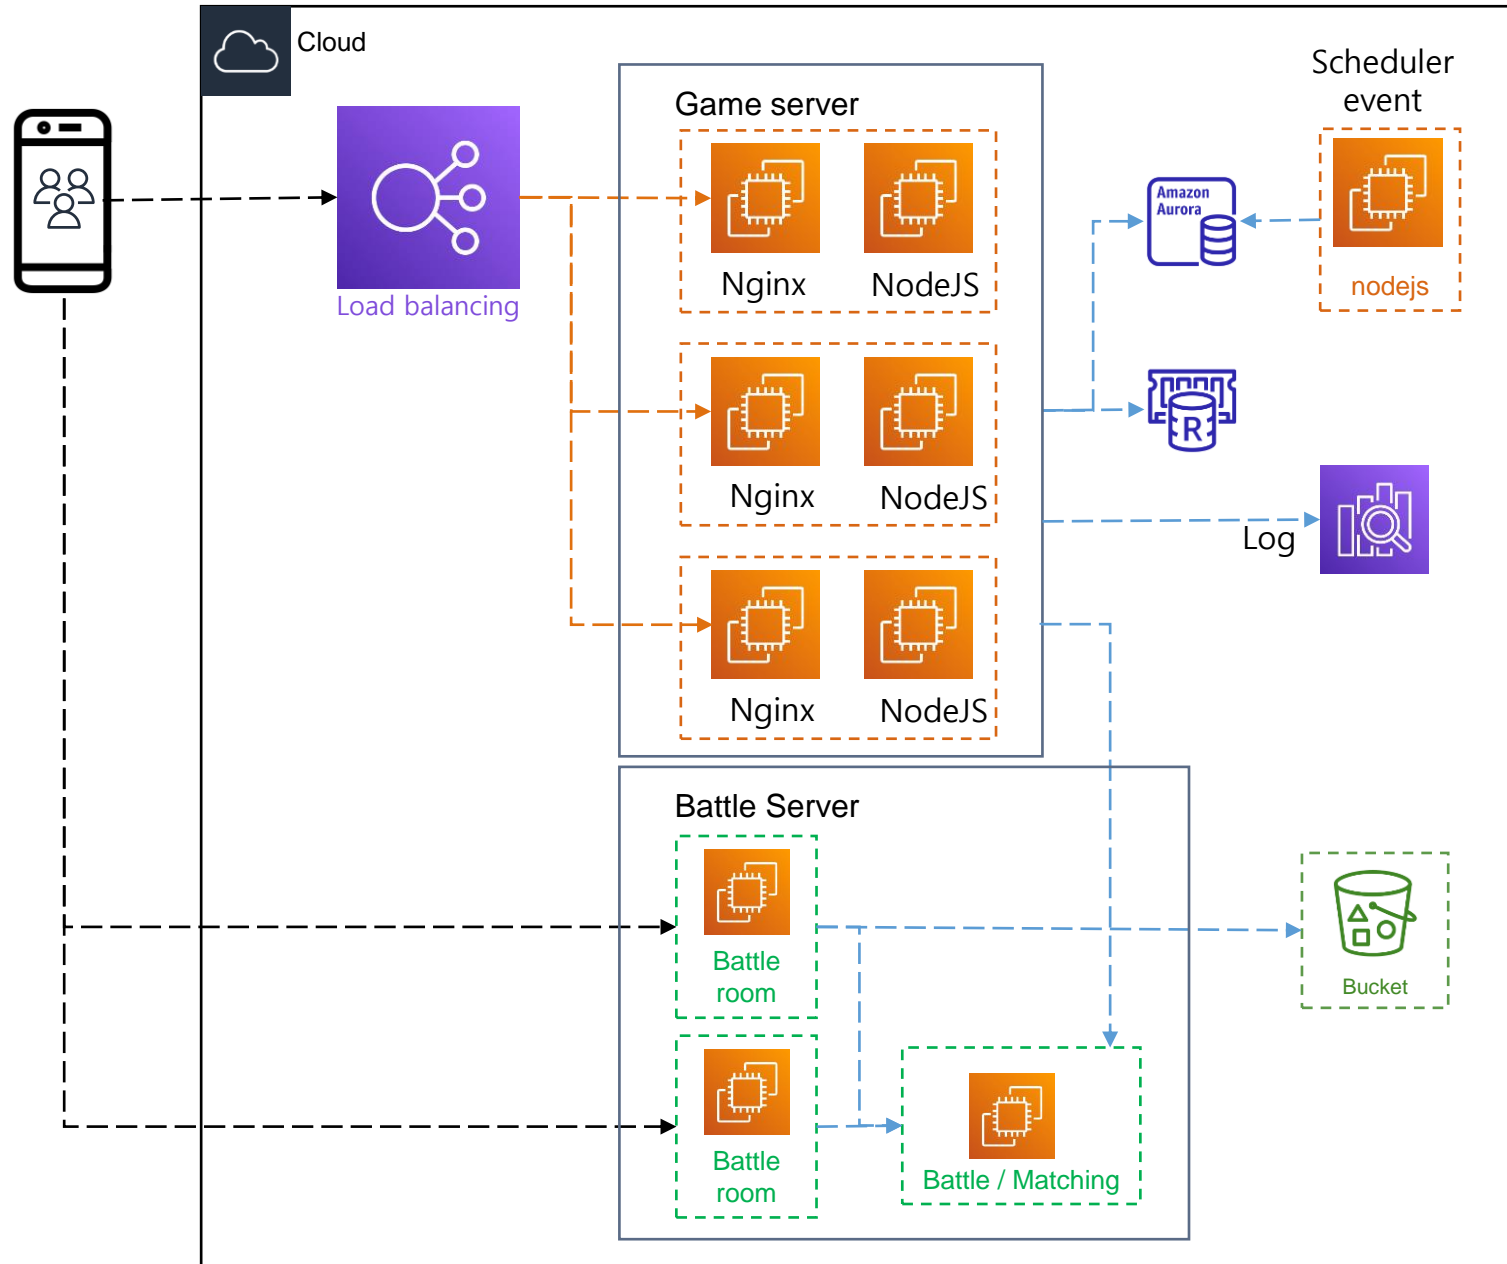 Cloud
Scheduler
event
Game server
Amazon
Aurora
Nginx
NodeJS
nodejs
Load balancing
R
Nginx
NodeJS
Log
Nginx
NodeJS
Battle Server
Battle
room
Bucket
Battle
room
Battle / Matching